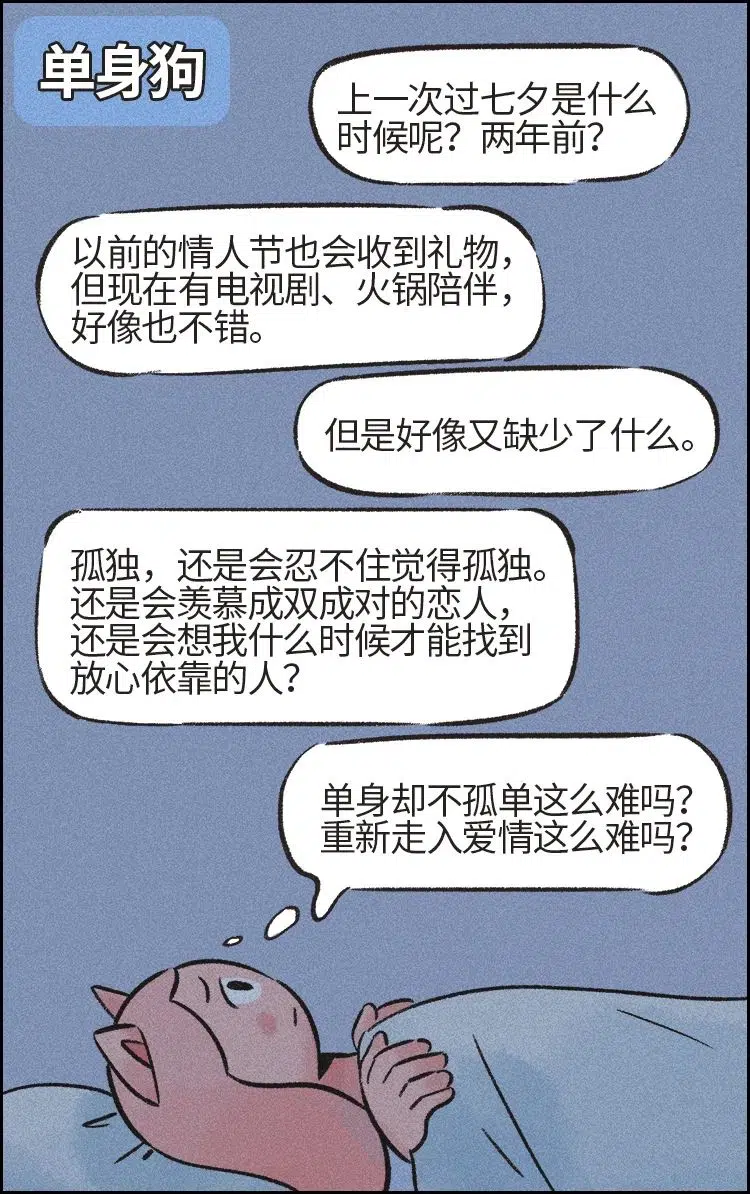 单身狗
上一次过七夕是什么
时候呢？两年前？
以前的情人节也会收到礼物，
但现在有电视剧、火锅陪伴，
好像也不错。
但是好像又缺少了什么。
孤独，还是会忍不住觉得孤独。
还是会羡慕成双成对的恋人，
还是会想我什么时候才能找到
放心依靠的人？
单身却不孤单这么难吗？
重新走入爱情这么难吗？